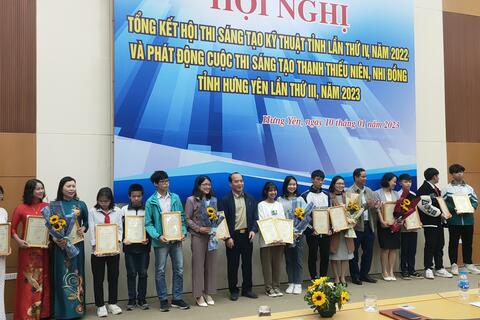 HỘI NGHỊ
TỔNG KẾT HỘI THI SÁNG TẠO KỸ THUẬT TỈNH LẦN THỨ IV, NĂM 2022
VÀ PHÁT ĐỘNG CUỘC THI SÁNG TẠO THANH THIẾU NIÊN, NHI ĐỒNG
TỈNH HƯNG YÊN LẦN THỨ III, NĂM 2023
Hưng Yên, ngày 10 tháng 01 năm 2023